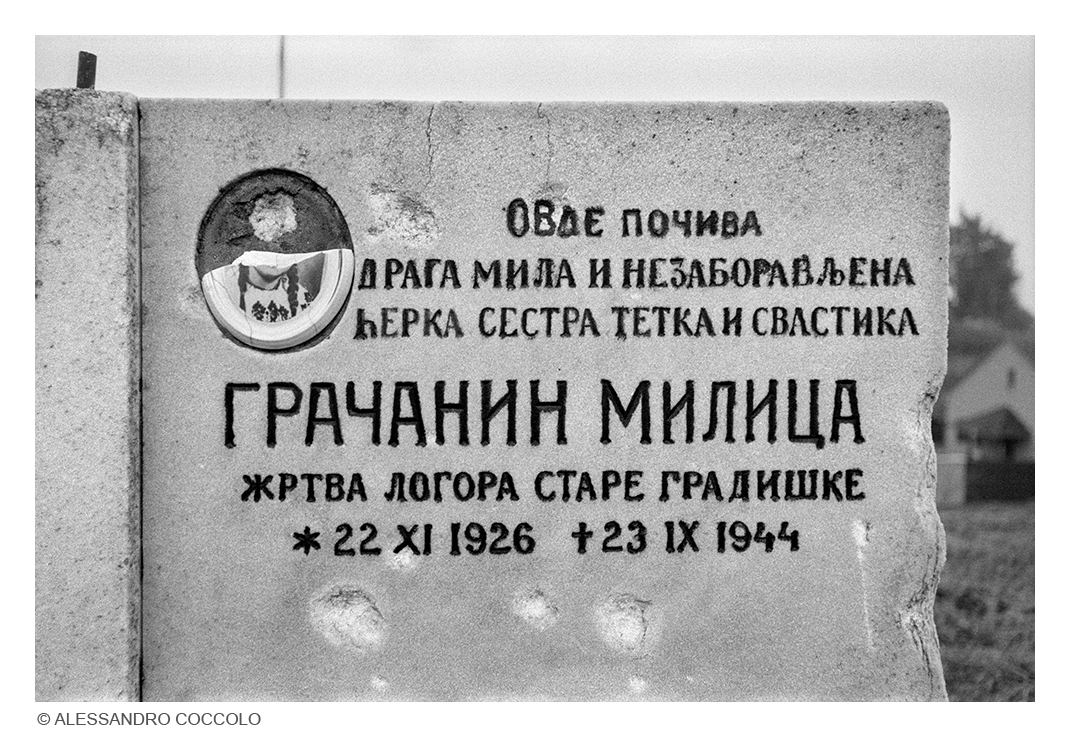 ОВДЕ ПОЧИВА
ДРАГА МИЛА И НЕЗАБОРАВЉЕНА
ЋЕРКА СЕСТРА ТЕТКА И СВАСТИКА
ГРАЧАНИН МИЛИЦА
ЖРТВА ЛОГОРА СТАРЕ ГРАДИШКЕ
* 22 XI 1926 † 23 IX 1944
© ALESSANDRO COCCOLO